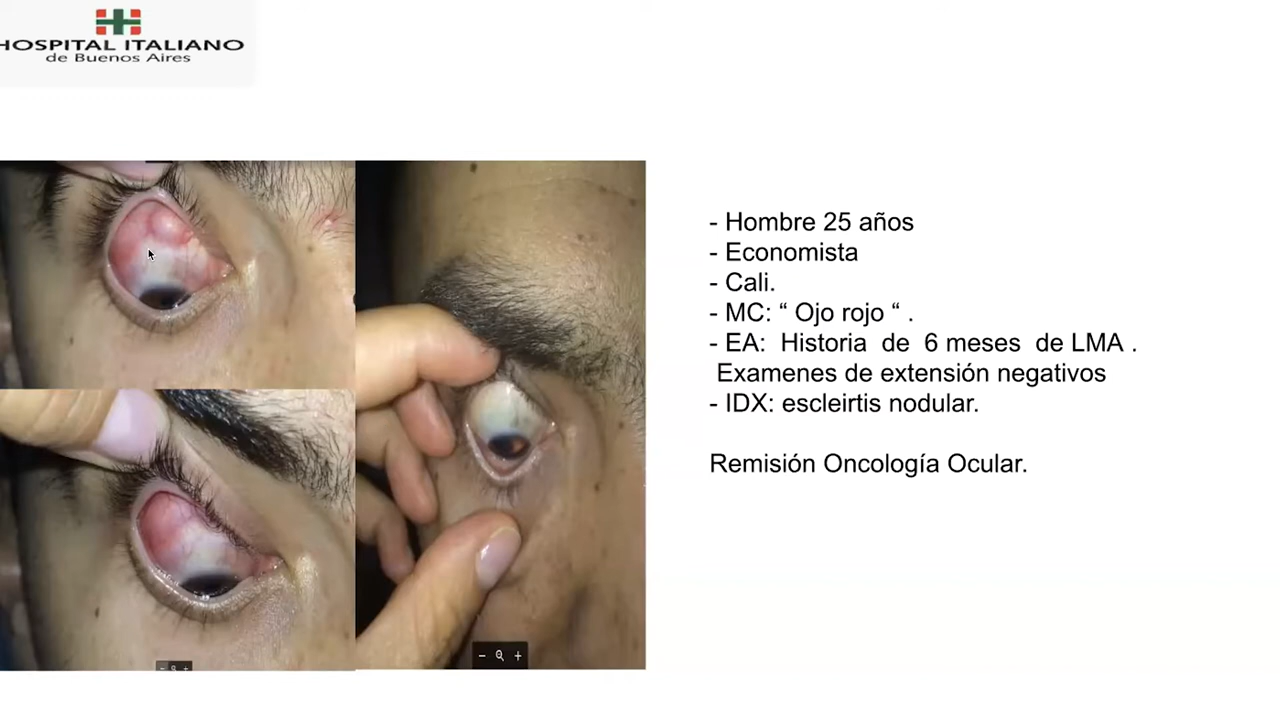 HOSPITAL ITALIANO
de Buenos Aires
- Hombre 25 años
- Economista
- Cali.
- MC: “ Ojo rojo “ .
- EA: Historia de 6 meses de LMA .
Examenes de extensión negativos
- IDX: escleirtis nodular.
Remisión Oncología Ocular.